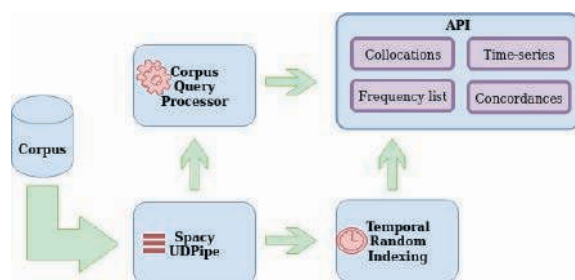 API
Collocations
Time-series
Frequency list
Concordances
Corpus
Query
Processor
Corpus
Spacy
UDPipe
Temporal
Random
Indexing